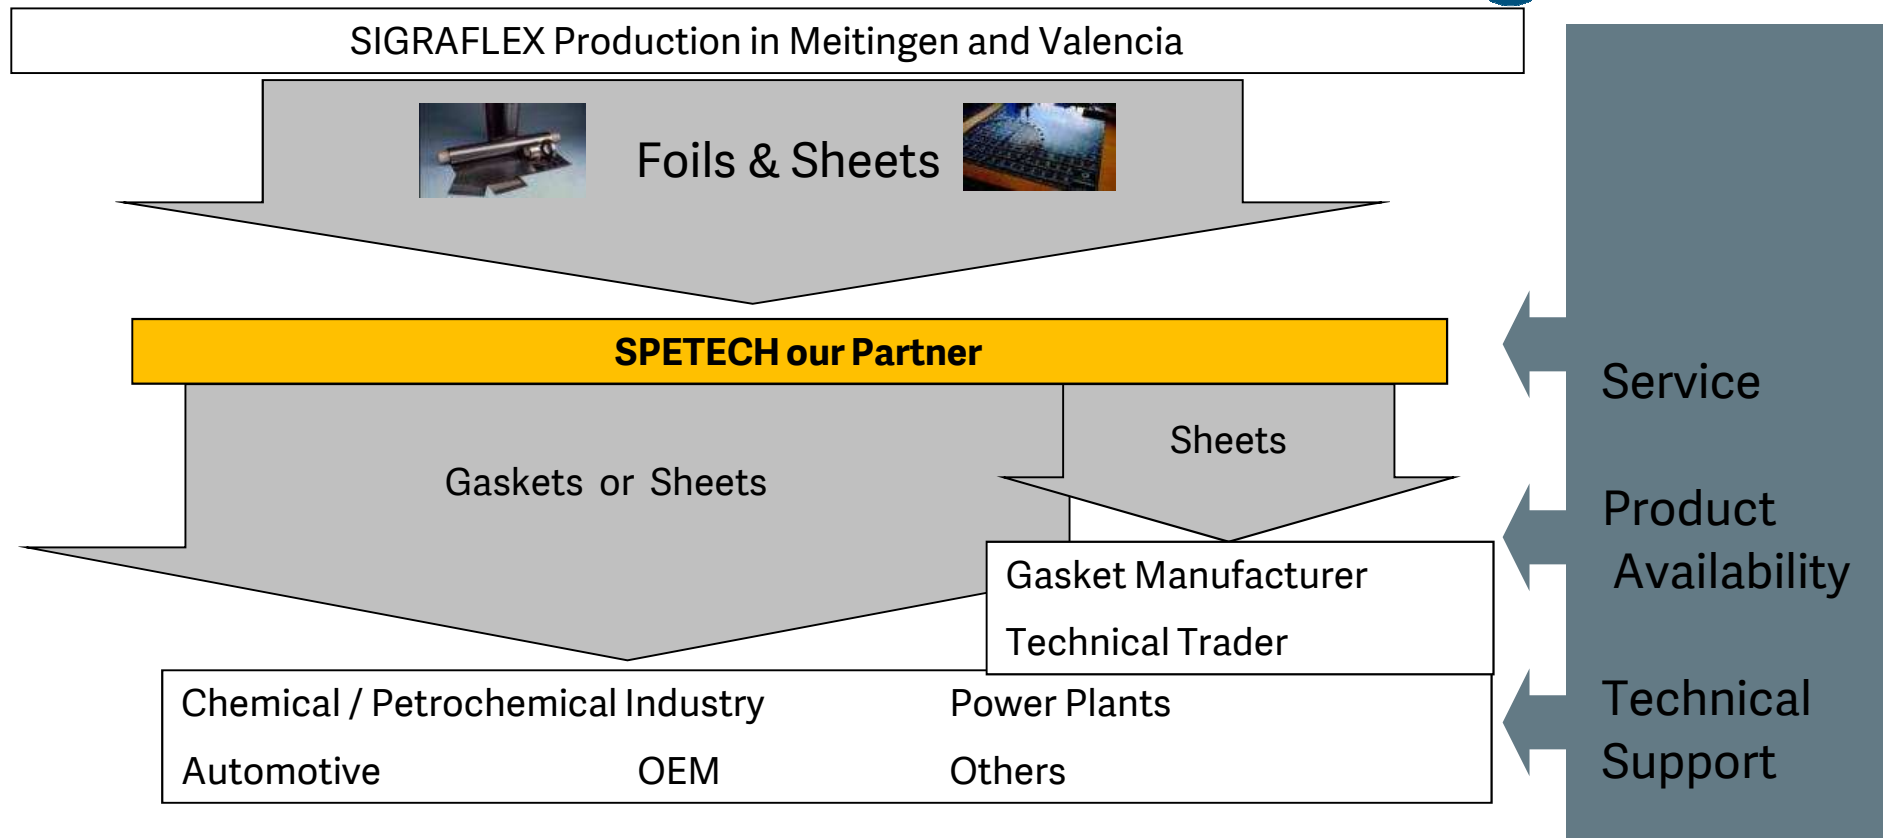 SIGRAFLEX Production in Meitingen and Valencia
Foils & Sheets
SPETECH our Partner
Gaskets or Sheets
Sheets
Gasket Manufacturer
Technical Trader
Chemical / Petrochemical Industry Power Plants
Automotive OEM Others
Service
Product
Availability
Technical
Support